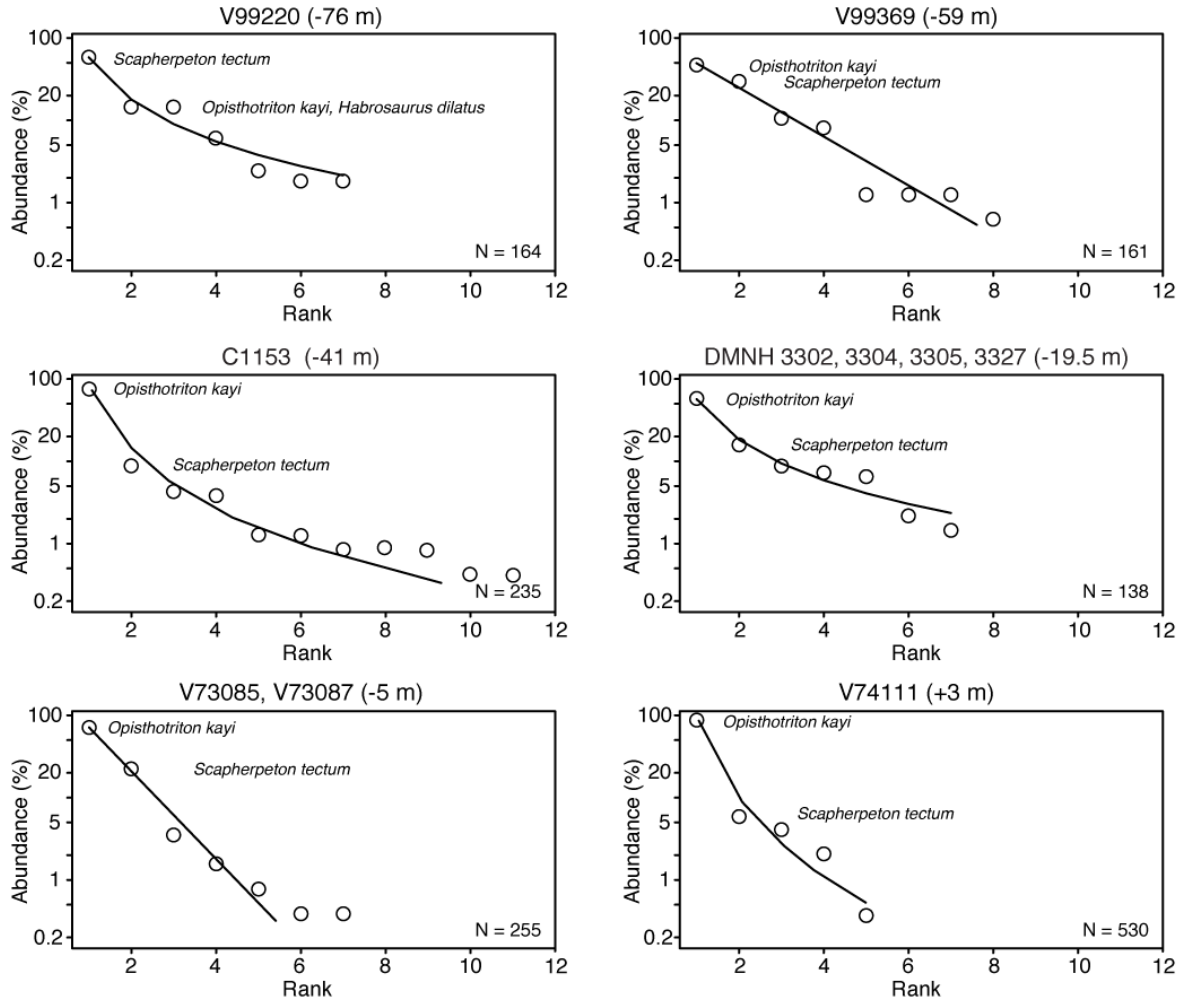 V99220 (-76 m)
100
20
5
1
0.2
Abundance (%)
Scapherpeton tectum
Opisthotriton kayi, Habrosaurus dilatus
N = 164
2 4 6 8 10 12
Rank
V99369 (-59 m)
100
20
5
1
0.2
Abundance (%)
Opisthotriton kayi
Scapherpeton tectum
N = 161
2 4 6 8 10 12
Rank
C1153 (-41 m)
100
20
5
1
0.2
Abundance (%)
Opisthotriton kayi
Scapherpeton tectum
N = 235
2 4 6 8 10 12
Rank
DMNH 3302, 3304, 3305, 3327 (-19.5 m)
100
20
5
1
0.2
Abundance (%)
Opisthotriton kayi
Scapherpeton tectum
N = 138
2 4 6 8 10 12
Rank
V73085, V73087 (-5 m)
100
20
5
1
0.2
Abundance (%)
Opisthotriton kayi
Scapherpeton tectum
N = 255
2 4 6 8 10 12
Rank
V74111 (+3 m)
100
20
5
1
0.2
Abundance (%)
Opisthotriton kayi
Scapherpeton tectum
N = 530
2 4 6 8 10 12
Rank